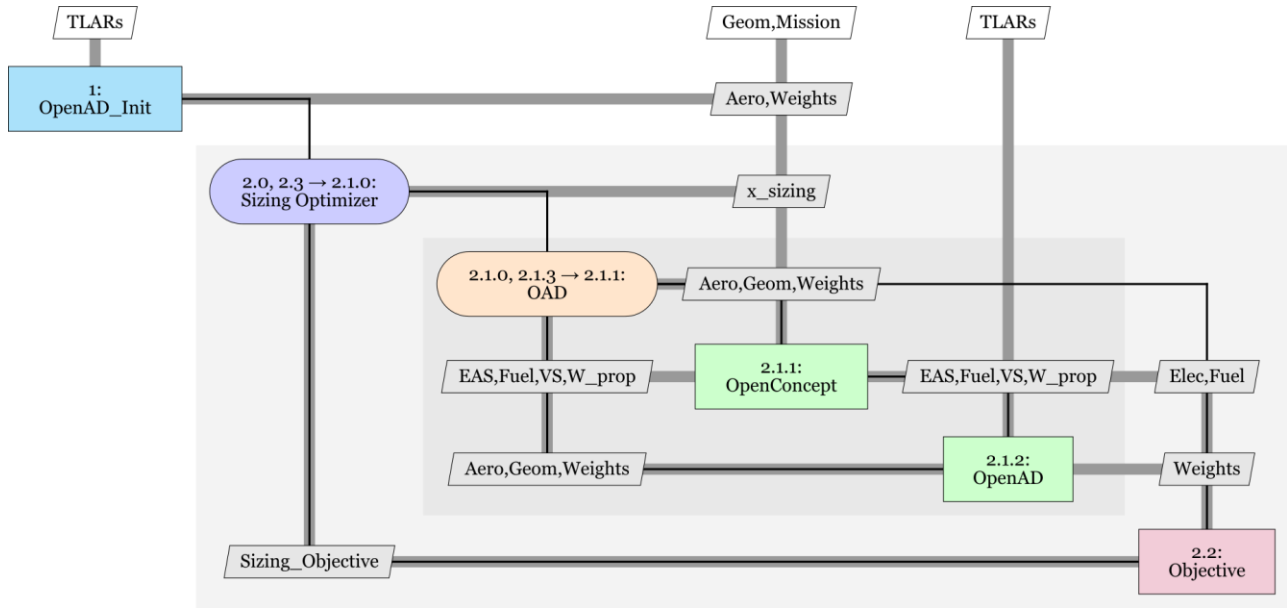 TLARs
Geom,Mission
TLARs
1:
OpenAD_Init
Aero,Weights
2.0, 2.3 → 2.1.0:
Sizing Optimizer
x_sizing
2.1.0, 2.1.3 → 2.1.1:
OAD
Aero,Geom,Weights
EAS,Fuel,VS,W_prop
2.1.1:
OpenConcept
EAS,Fuel,VS,W_prop
Elec,Fuel
Aero,Geom,Weights
2.1.2:
OpenAD
Weights
Sizing_Objective
2.2:
Objective